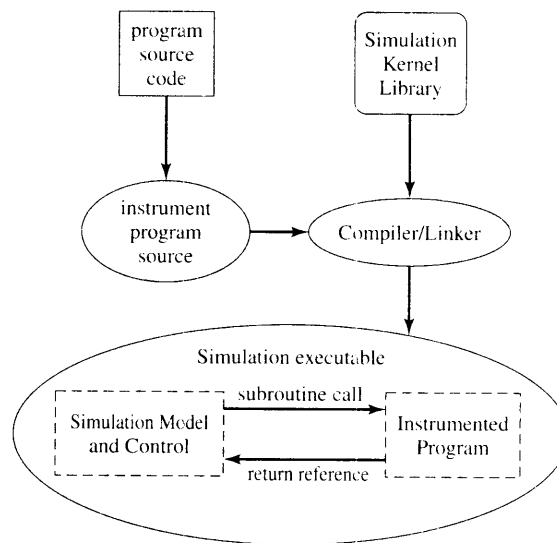 program
source
code
Simulation
Kernel
Library
instrument
program
source
Compiler/Linker
Simulation executable
subroutine call
Simulation Model
and Control
Instrumented
Program
return reference